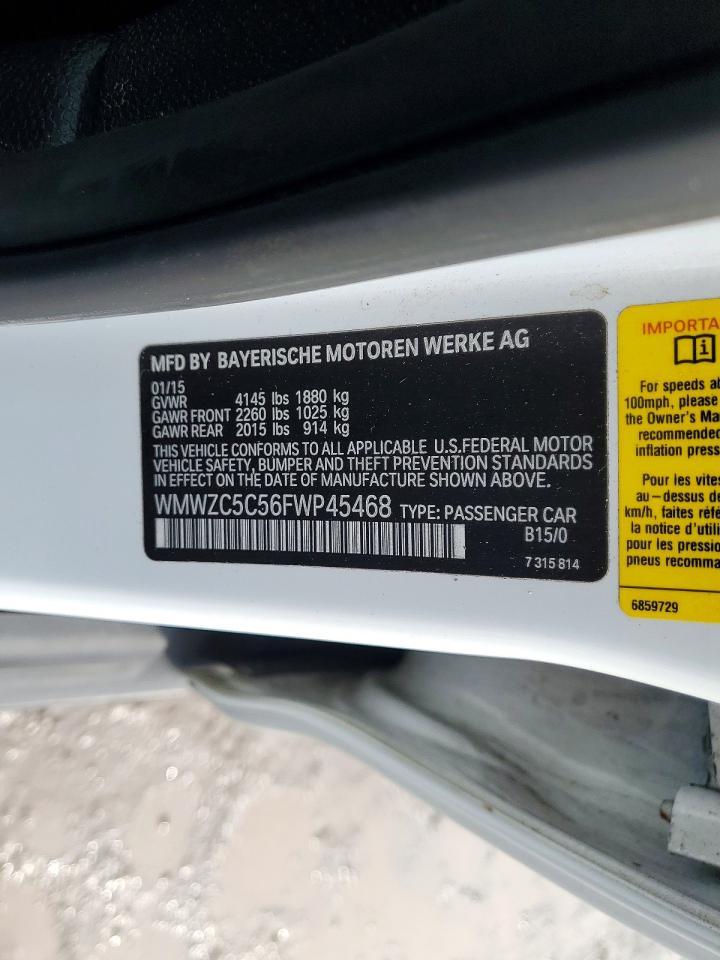 MFD BY BAYERISCHE MOTOREN WERKE AG
01/15
GVWR 4145 lbs 1880 kg
GAWR FRONT 2260 lbs 1025 kg
GAWR REAR 2015 lbs 914 kg
THIS VEHICLE CONFORMS TO ALL APPLICABLE U.S.FEDERAL MOTOR
VEHICLE SAFETY, BUMPER AND THEFT PREVENTION STANDARDS
IN EFFECT ON THE DATE OF MANUFACTURE SHOWN ABOVE.
WMWZC5C56FWP45468 TYPE: PASSENGER CAR
B15/0
7 315 814
IMPORTA
For speeds ab
100mph, please
the Owner's Ma
recommended
inflation press
Pour les vites
au-dessus de
km/h, faites réfé
la notice d'utili
pour les pression
pneus recomma
6859729